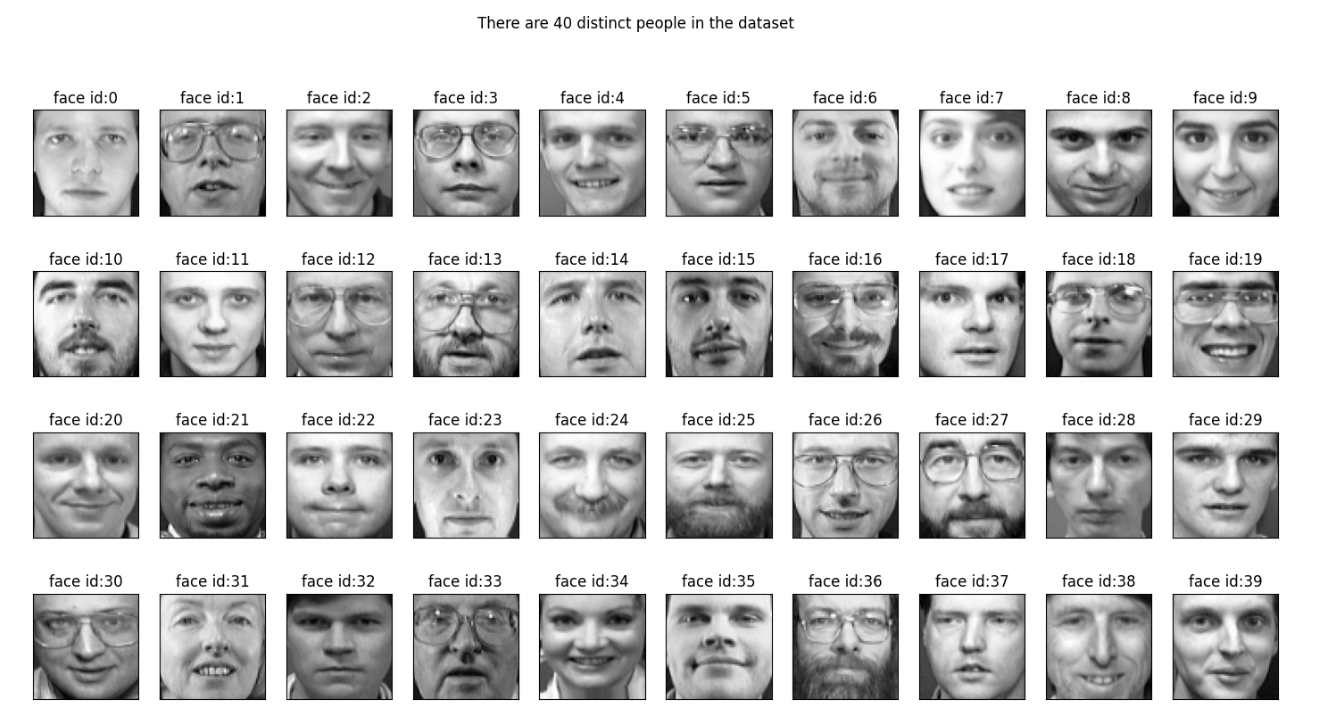 There are 40 distinct people in the dataset
face id:0 face id:1 face id:2 face id:3 face id:4 face id:5 face id:6 face id:7 face id:8 face id:9
face id:10 face id:11 face id:12 face id:13 face id:14 face id:15 face id:16 face id:17 face id:18 face id:19
face id:20 face id:21 face id:22 face id:23 face id:24 face id:25 face id:26 face id:27 face id:28 face id:29
face id:30 face id:31 face id:32 face id:33 face id:34 face id:35 face id:36 face id:37 face id:38 face id:39